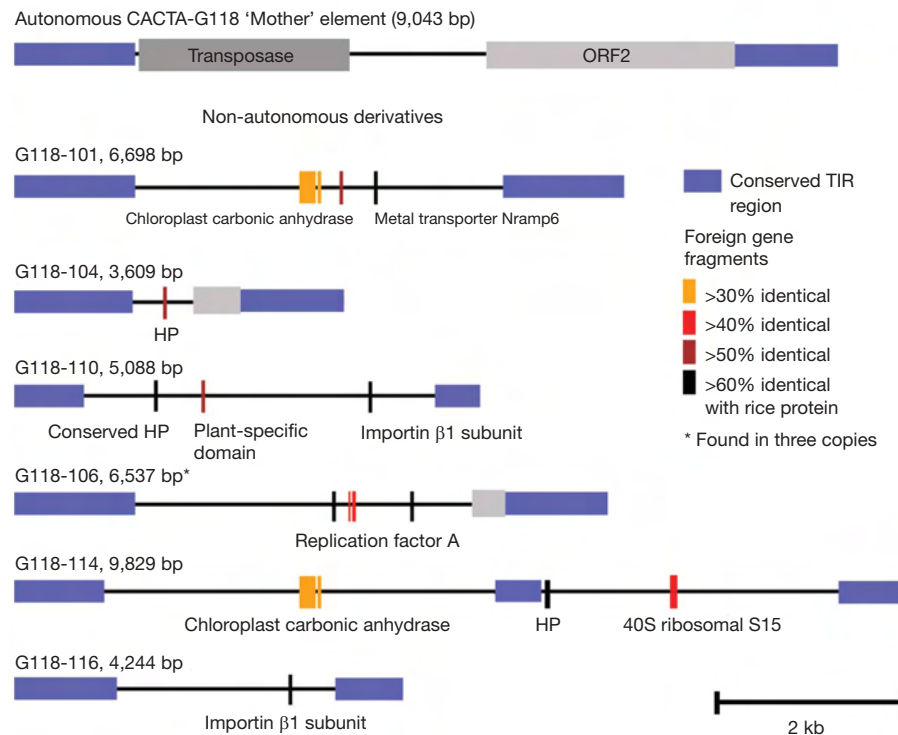 Autonomous CACTA-G118 ‘Mother’ element (9,043 bp)
Transposase
ORF2
Non-autonomous derivatives
G118-101, 6,698 bp
Chloroplast carbonic anhydrase
Metal transporter Nramp6
G118-104, 3,609 bp
HP
G118-110, 5,088 bp
Conserved HP
Plant-specific
domain
Importin β1 subunit
G118-106, 6,537 bp*
Replication factor A
G118-114, 9,829 bp
Chloroplast carbonic anhydrase
HP
40S ribosomal S15
G118-116, 4,244 bp
Importin β1 subunit
Conserved TIR
region
Foreign gene
fragments
>30% identical
>40% identical
>50% identical
>60% identical
with rice protein
* Found in three copies
2 kb